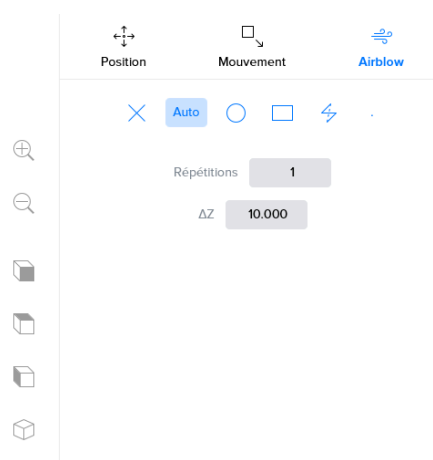 Position Mouvement Airblow
Auto
Répétitions 1
ΔZ 10.000